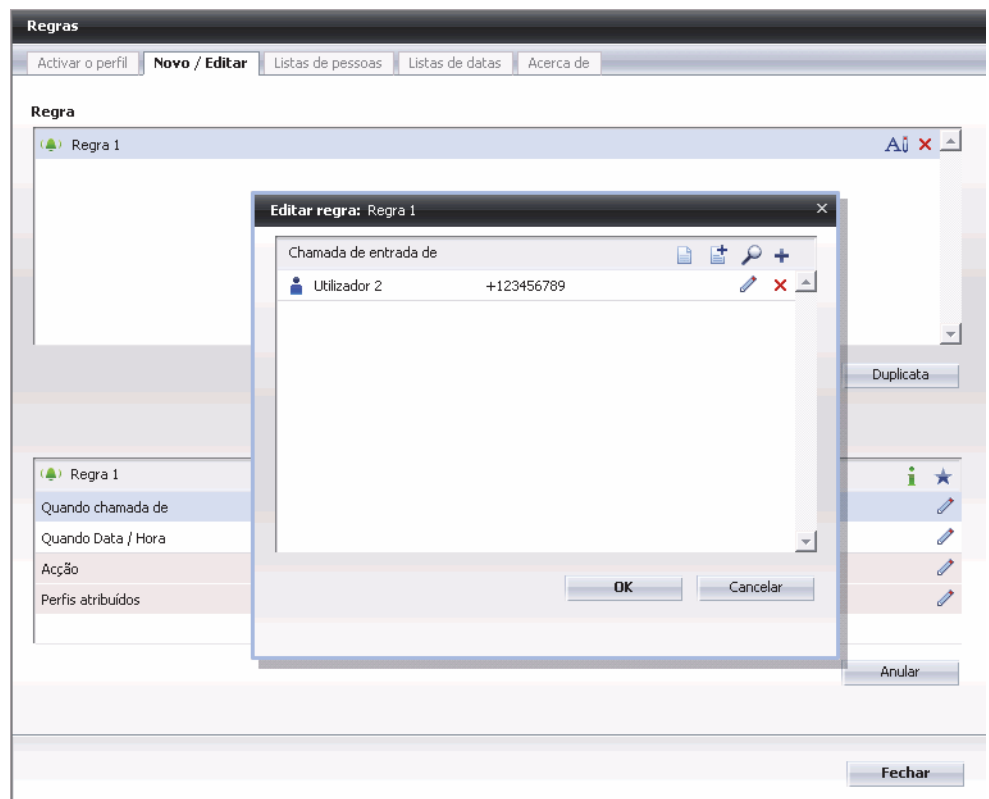 Regras
Activar o perfil Novo / Editar Listas de pessoas Listas de datas Acerca de
Regra
Regra 1
Editar regra: Regra 1
Chamada de entrada de
Utilizador 2 +123456789
Duplicata
Regra 1
Quando chamada de
Quando Data / Hora
Acção
Perfis atribuídos
OK Cancelar
Anular
Fechar